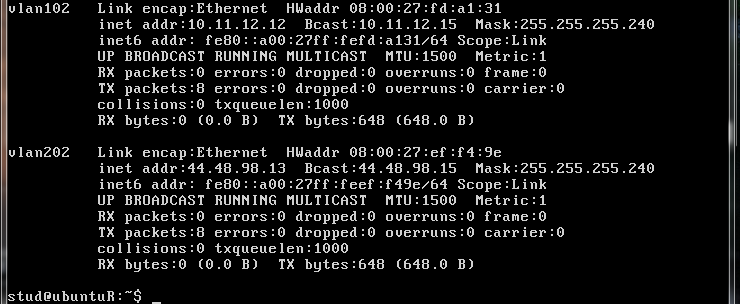 vlan102   Link encap:Ethernet  HWaddr 08:00:27:fd:a1:31
          inet addr:10.11.12.12  Bcast:10.11.12.15  Mask:255.255.255.240
          inet6 addr: fe80::a00:27ff:fefd:a131/64 Scope:Link
          UP BROADCAST RUNNING MULTICAST  MTU:1500  Metric:1
          RX packets:0 errors:0 dropped:0 overruns:0 frame:0
          TX packets:8 errors:0 dropped:0 overruns:0 carrier:0
          collisions:0 txqueuelen:1000
          RX bytes:0 (0.0 B)  TX bytes:648 (648.0 B)
vlan202   Link encap:Ethernet  HWaddr 08:00:27:ef:f4:9e
          inet addr:44.48.98.13  Bcast:44.48.98.15  Mask:255.255.255.240
          inet6 addr: fe80::a00:27ff:feef:f49e/64 Scope:Link
          UP BROADCAST RUNNING MULTICAST  MTU:1500  Metric:1
          RX packets:0 errors:0 dropped:0 overruns:0 frame:0
          TX packets:8 errors:0 dropped:0 overruns:0 carrier:0
          collisions:0 txqueuelen:1000
          RX bytes:0 (0.0 B)  TX bytes:648 (648.0 B)
stud@ubuntuR:~$ _